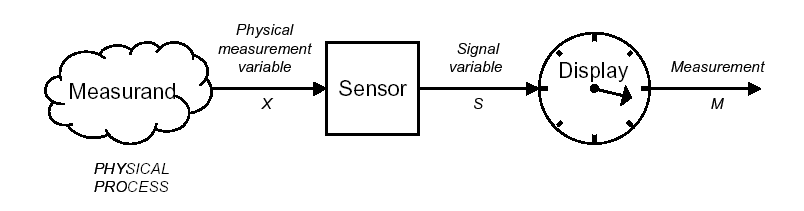 Physical
measurement
variable
Signal
variable
Measurand
Sensor
Display
Measurement
X
S
M
PHYSICAL
PROCESS